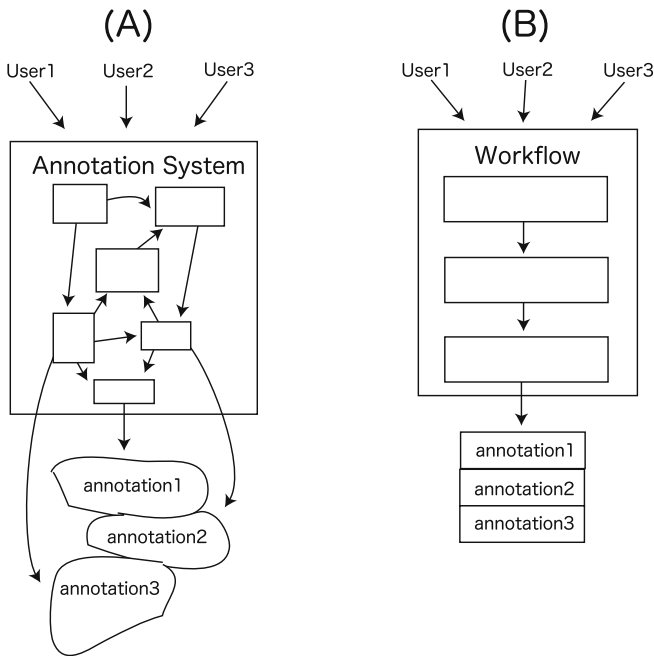 (A)
User1 User2 User3
Annotation System
annotation1
annotation2
annotation3
(B)
User1 User2 User3
Workflow
annotation1
annotation2
annotation3